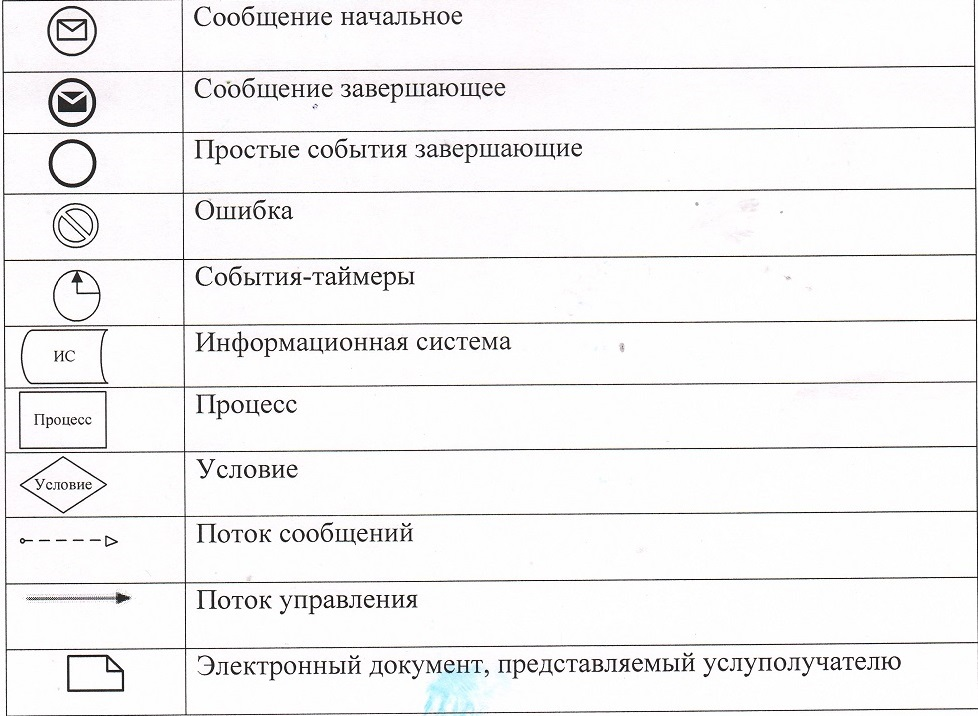 Сообщение начальное
Сообщение завершающее
Простые события завершающие
Ошибка
События-таймеры
ИС
Информационная система
Процесс
Процесс
Условие
Условие
Поток сообщений
Поток управления
Электронный документ, представляемый услуполучателю